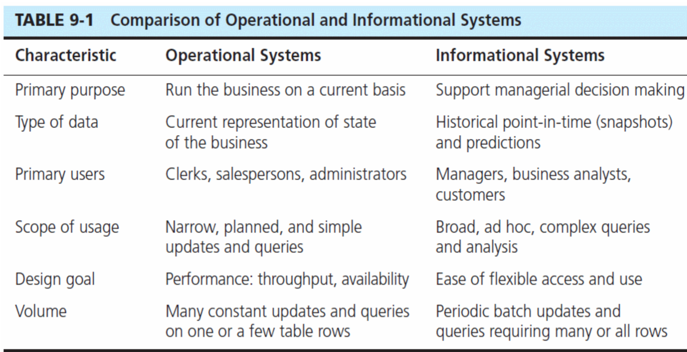 TABLE 9-1 Comparison of Operational and Informational Systems
Characteristic Operational Systems Informational Systems
Primary purpose Run the business on a current basis Support managerial decision making
Type of data Current representation of state Historical point-in-time (snapshots)
of the business and predictions
Primary users Clerks, salespersons, administrators Managers, business analysts,
customers
Scope of usage Narrow, planned, and simple Broad, ad hoc, complex queries
updates and queries and analysis
Design goal Performance: throughput, availability Ease of flexible access and use
Volume Many constant updates and queries Periodic batch updates and
on one or a few table rows queries requiring many or all rows